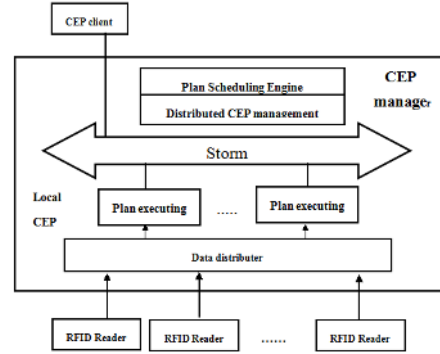 CEP client
CEP
manager
Plan Scheduling Engine
Distributed CEP management
Storm
Local
CEP
Plan executing
.....
Plan executing
Data distributer
RFID Reader
RFID Reader
......
RFID Reader